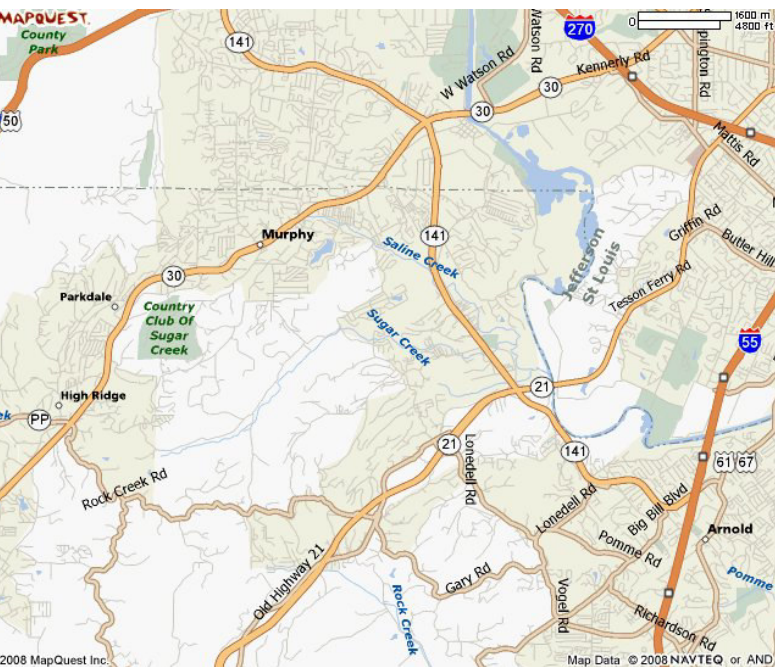 MAPQUEST.
County
Park
141
W Watson Rd
Watson Rd
270
0
1600 m
4800 ft
Kennerly Rd
30
30
50
Mattis Rd
141
Murphy
Saline Creek
Jefferson
St Louis
Griffin Rd
Butler Hill
30
Parkdale
Country
Club Of
Sugar
Creek
Sugar Creek
Tesson Ferry Rd
55
High Ridge
PP
21
21
Lonedell Rd
141
61
67
Rock Creek Rd
Lonedell Rd
Big Bill Blvd
Arnold
Pomme Rd
Old Highway 21
Gary Rd
Pomme
Rock Creek
Vogel Rd
Richardson Rd
2008 MapQuest Inc.
Map Data © 2008 NAVTEQ or AND